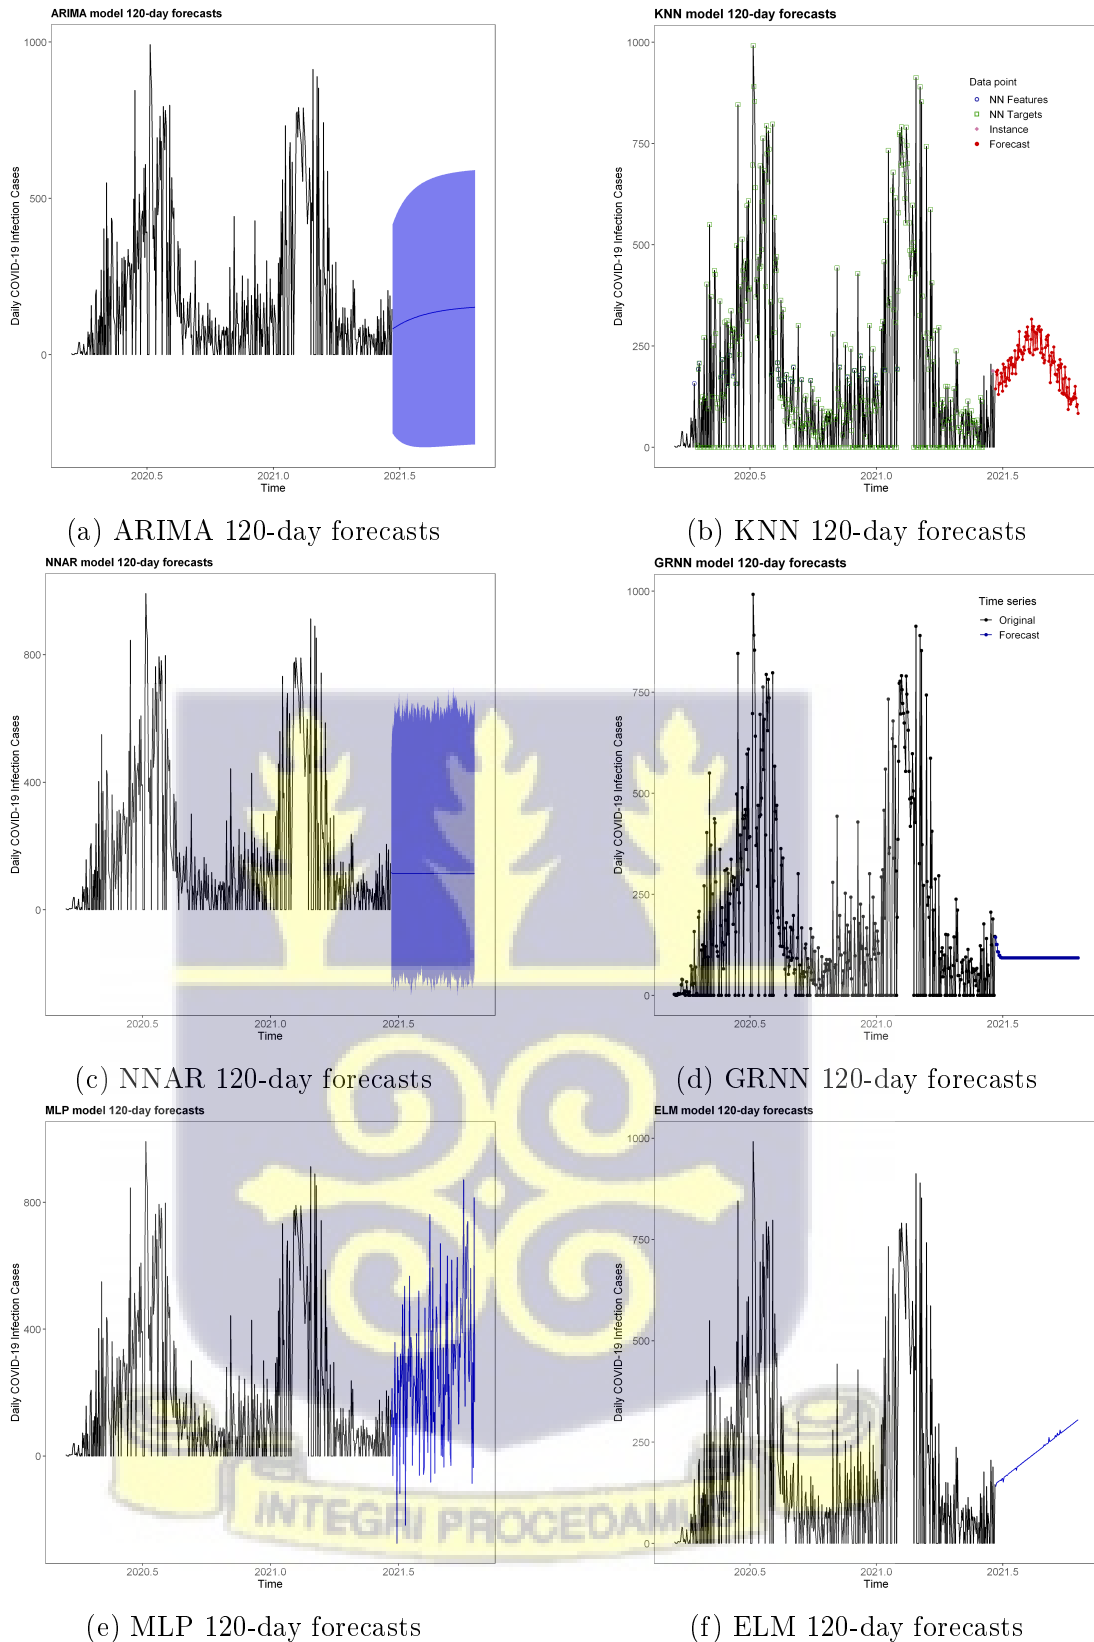 ARIMA model 120-day forecasts
Daily COVID-19 Infection Cases
1000
500
0
2020.5 2021.0 2021.5
Time
(a) ARIMA 120-day forecasts
KNN model 120-day forecasts
Daily COVID-19 Infection Cases
1000
750
500
250
0
Data point
NN Features
NN Targets
Instance
Forecast
2020.5 2021.0 2021.5
Time
(b) KNN 120-day forecasts
NNAR model 120-day forecasts
Daily COVID-19 Infection Cases
800
400
0
2020.5 2021.0 2021.5
Time
(c) NNAR 120-day forecasts
GRNN model 120-day forecasts
Daily COVID-19 Infection Cases
1000
750
500
250
0
Time series
Original
Forecast
2020.5 2021.0 2021.5
Time
(d) GRNN 120-day forecasts
MLP model 120-day forecasts
Daily COVID-19 Infection Cases
800
400
0
2020.5 2021.0 2021.5
Time
(e) MLP 120-day forecasts
ELM model 120-day forecasts
Daily COVID-19 Infection Cases
1000
750
500
250
0
2020.5 2021.0 2021.5
Time
(f) ELM 120-day forecasts
INTEGRI PROCEDAMUS